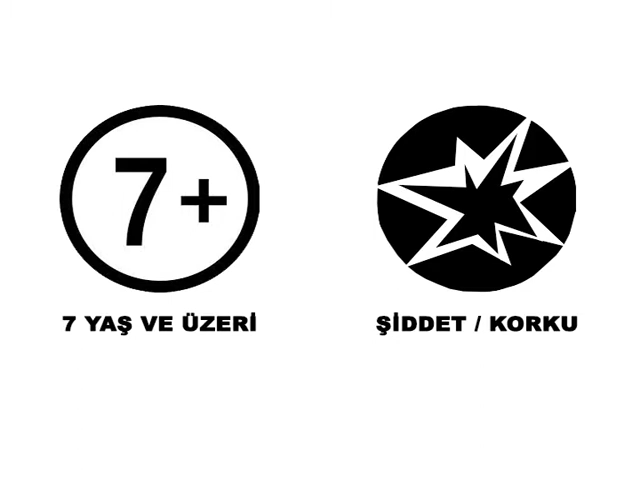 7+
7 YAŞ VE ÜZERİ
ŞİDDET / KORKU